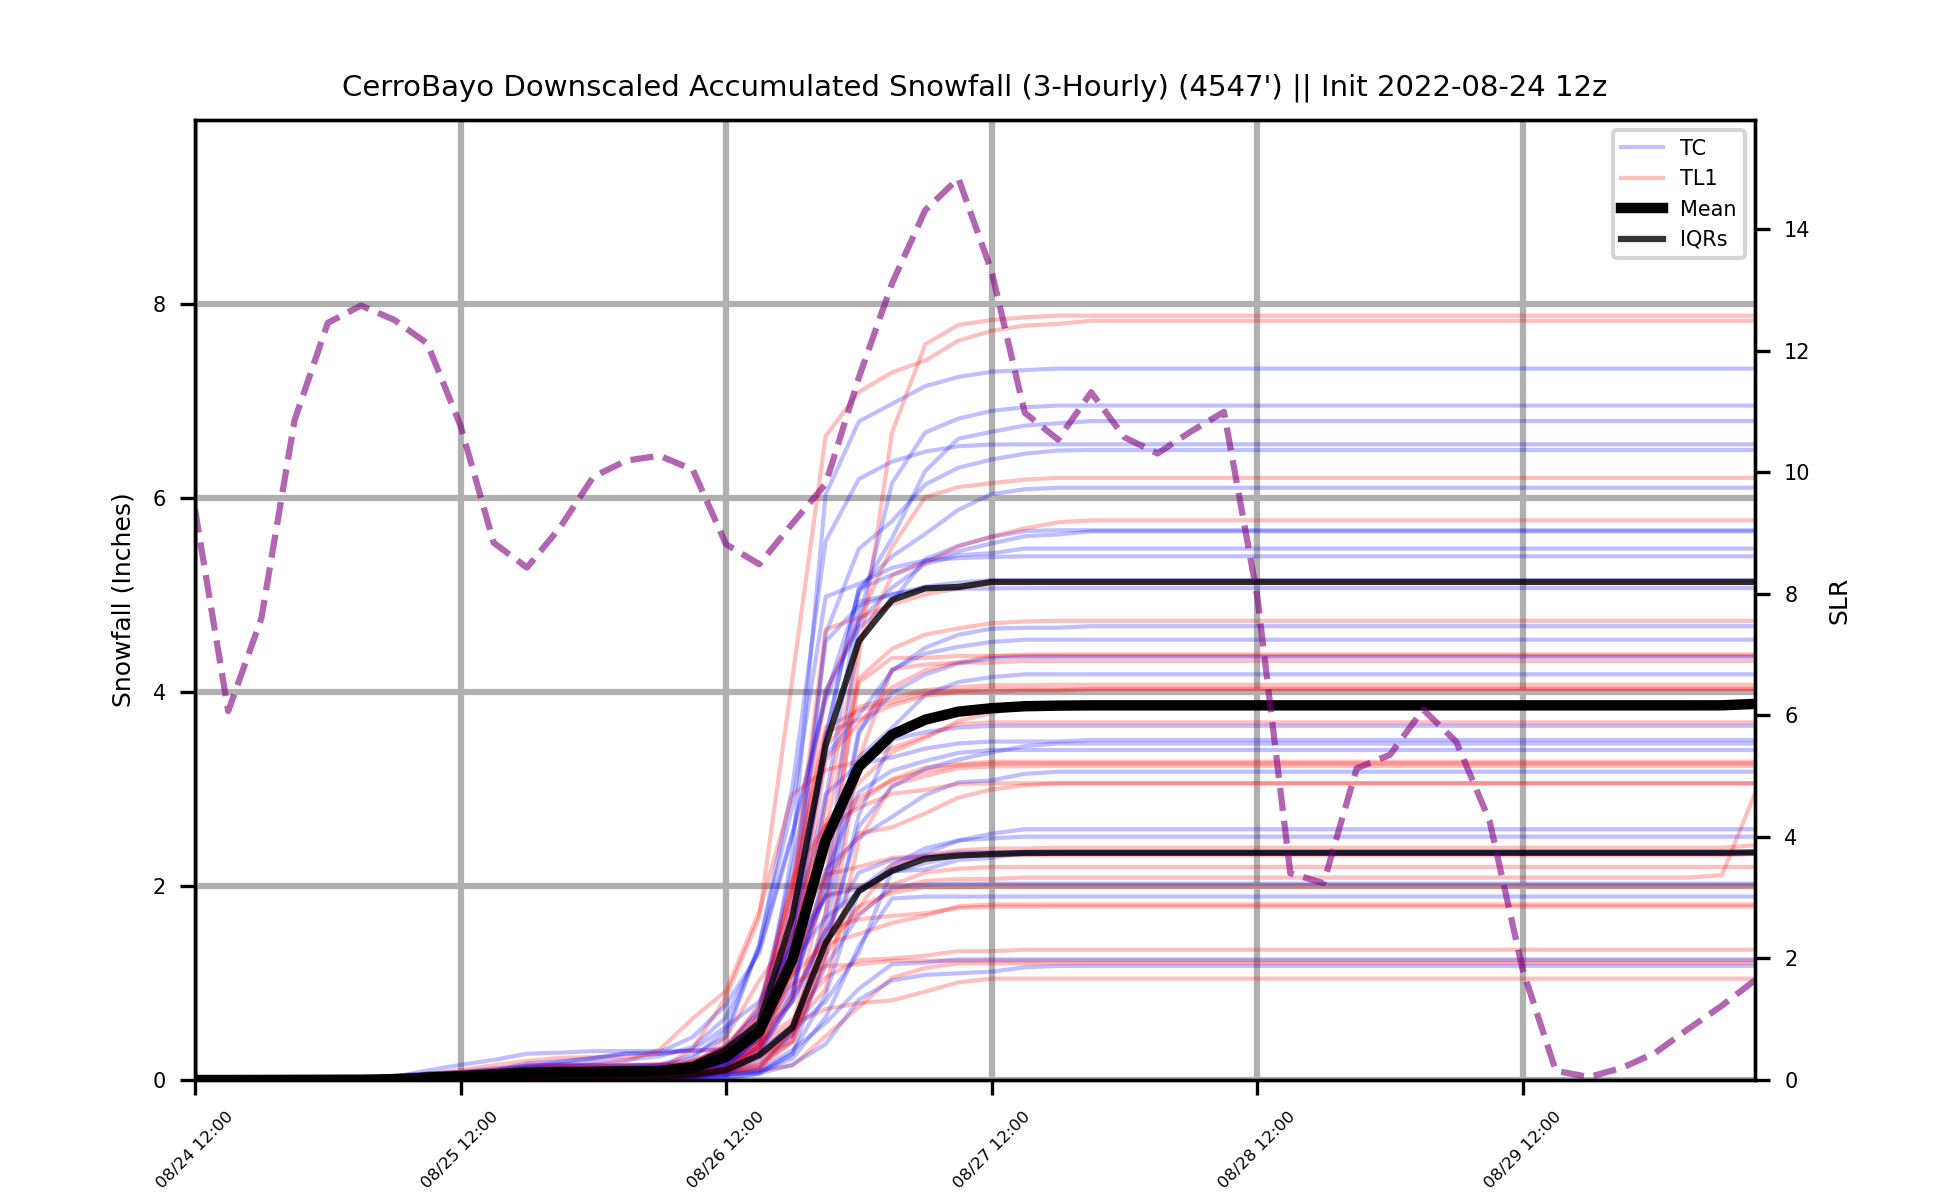 CerroBayo Downscaled Accumulated Snowfall (3-Hourly) (4547') || Init 2022-08-24 12z
TC
TL1
Mean
IQRs
Snowfall (Inches)
8
6
4
2
0
14
12
10
8
6
4
2
0
SLR
08/24 12:00
08/25 12:00
08/26 12:00
08/27 12:00
08/28 12:00
08/29 12:00